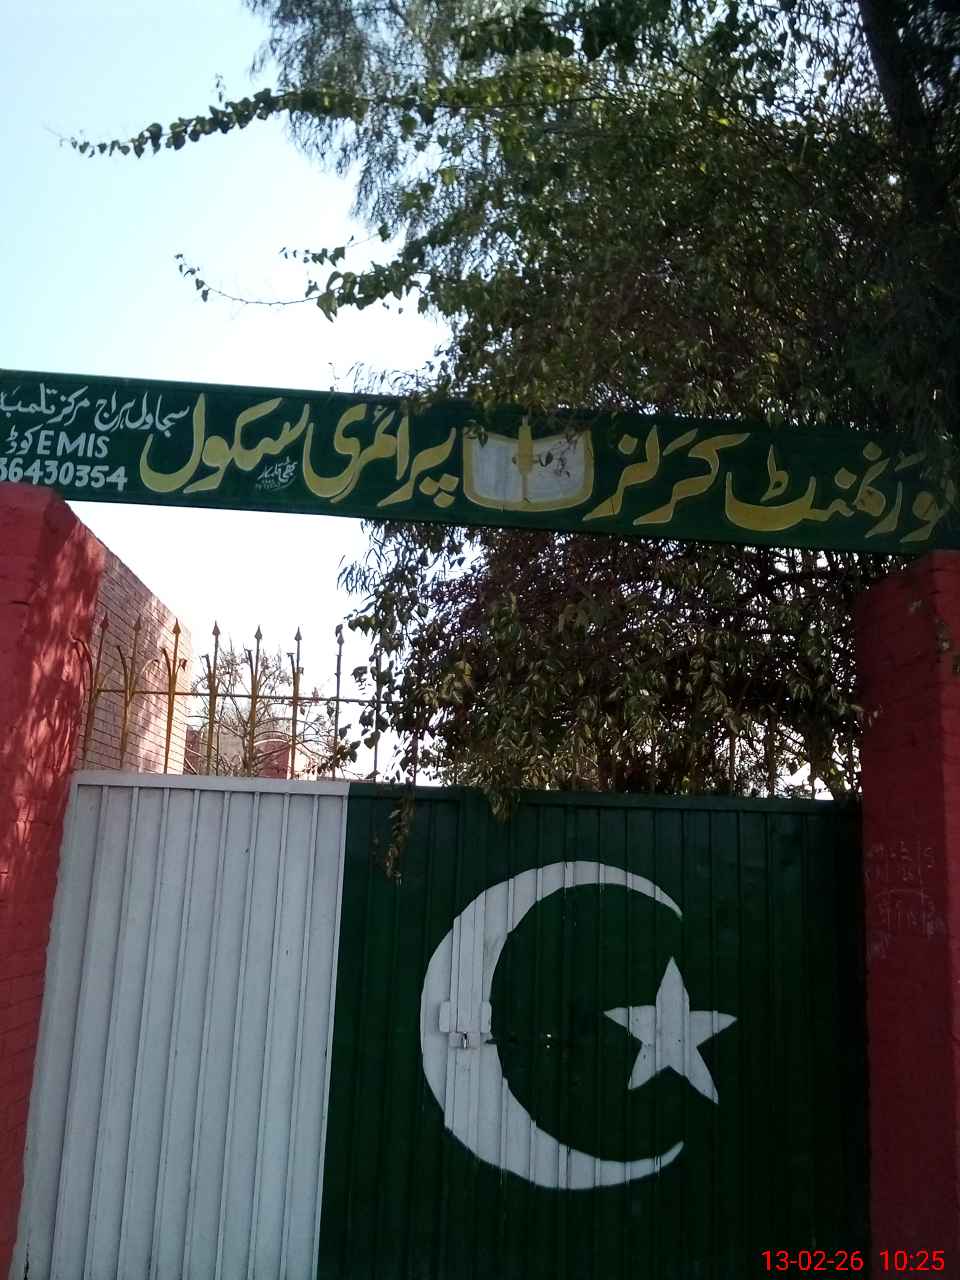 گورنمنٹ گرلز پرائمری سکول
سجاول ہراج مرکز تلمبہ
EMIS کوڈ
36430354
13-02-26 10:25